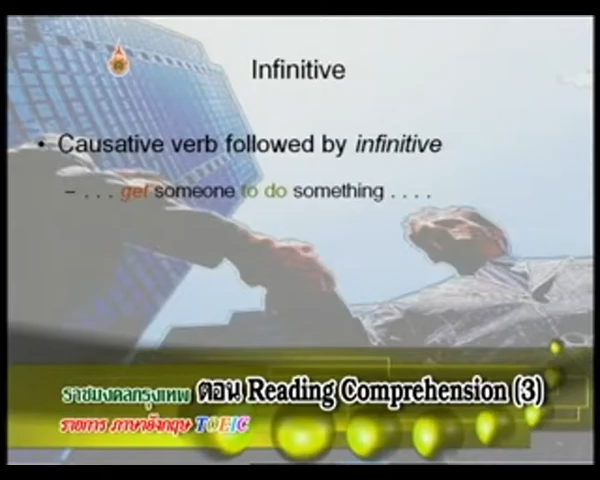 Infinitive
• Causative verb followed by infinitive
– . . . get someone to do something . . . .
ราชมงคลกรุงเทพ ตอน Reading Comprehension (3)
รายการ ภาษาอังกฤษ TOEIC